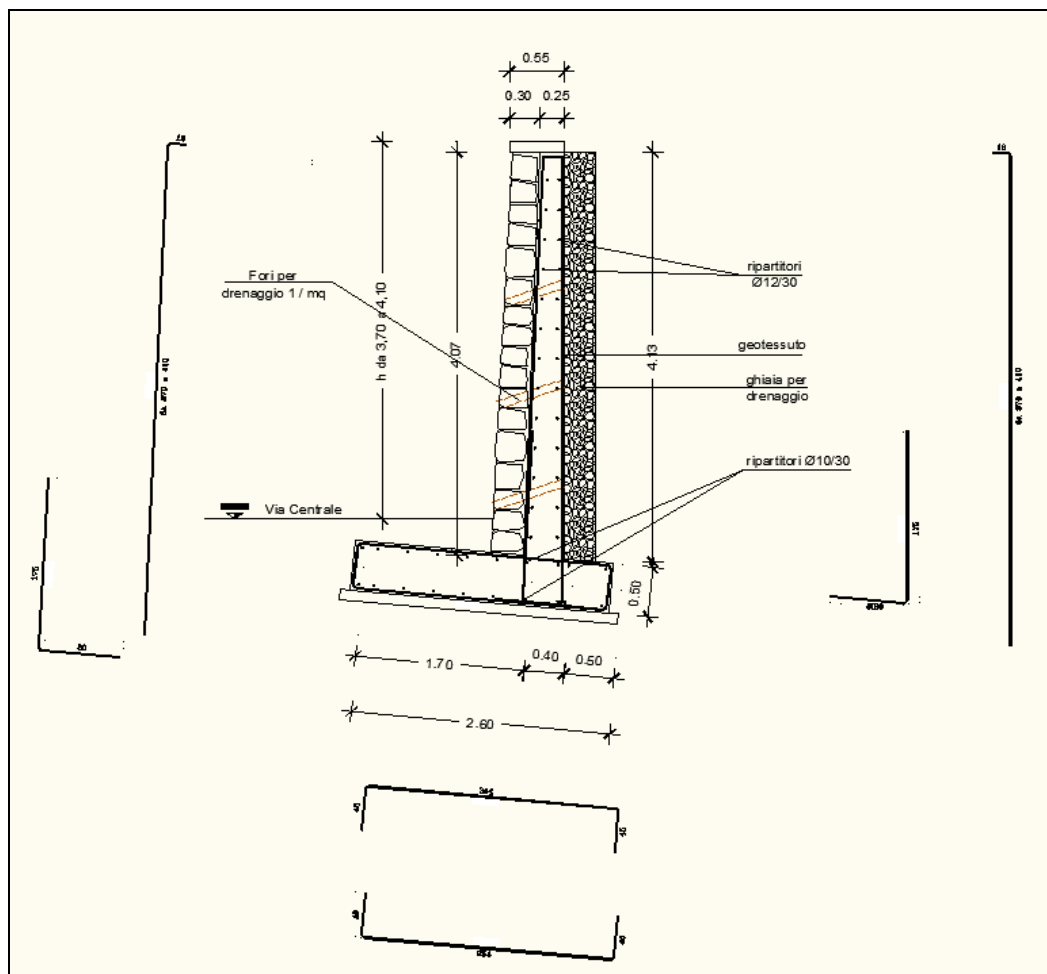 0.55
0.30 0.25
Fori per
drenaggio 1 / mq
h da 3,70 a 4,10
4.07
4.13
ripartitori
Ø12/30
geotessuto
ghiaia per
drenaggio
ripartitori Ø10/30
Via Centrale
0.50
1.70 0.40 0.50
2.60